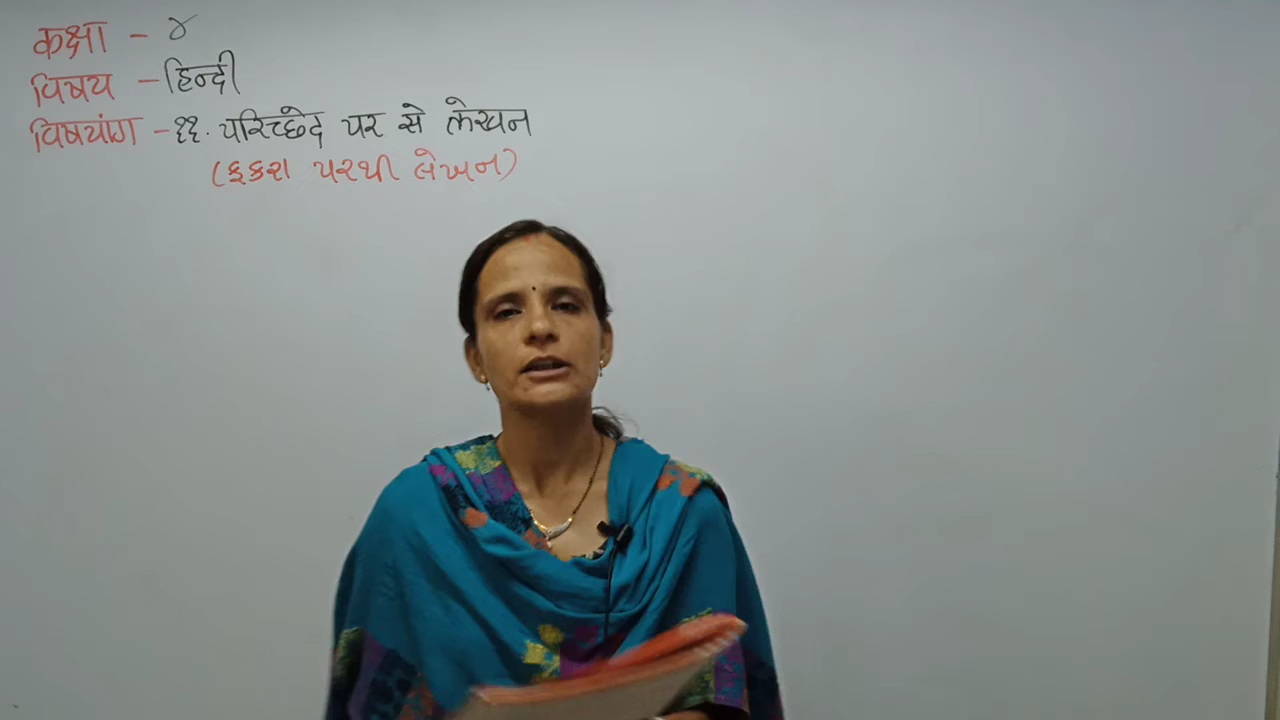 कक्षा - ४
विषय - हिन्दी
विषयांग - ११. परिच्छेद पर से लेखन
(ફકરા પરથી લેખન)